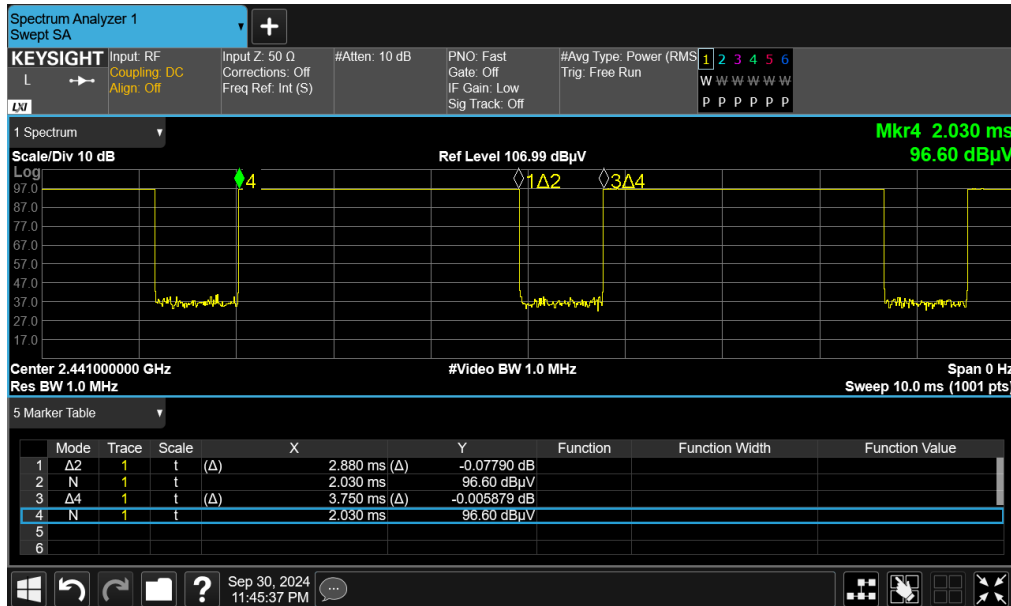 Spectrum Analyzer 1
Swept SA
+
KEYSIGHT
L
LXI
Input: RF
Coupling: DC
Align: Off
Input Z: 50 Ω
Corrections: Off
Freq Ref: Int (S)
#Atten: 10 dB
PNO: Fast
Gate: Off
IF Gain: Low
Sig Track: Off
#Avg Type: Power (RMS
Trig: Free Run
1 2 3 4 5 6
W W W W W W
P P P P P P
1 Spectrum
Mkr4 2.030 ms
Scale/Div 10 dB
Ref Level 106.99 dBµV
96.60 dBµV
Log
4
1Δ2
3Δ4
97.0
87.0
77.0
67.0
57.0
47.0
37.0
27.0
17.0
Center 2.441000000 GHz
#Video BW 1.0 MHz
Span 0 Hz
Res BW 1.0 MHz
Sweep 10.0 ms (1001 pts)
5 Marker Table
Mode Trace Scale X Y Function Function Width Function Value
1 Δ2 1 t (Δ) 2.880 ms (Δ) -0.07790 dB
2 N 1 t 2.030 ms 96.60 dBµV
3 Δ4 1 t (Δ) 3.750 ms (Δ) -0.005879 dB
4 N 1 t 2.030 ms 96.60 dBµV
5
6
?
Sep 30, 2024
11:45:37 PM
...